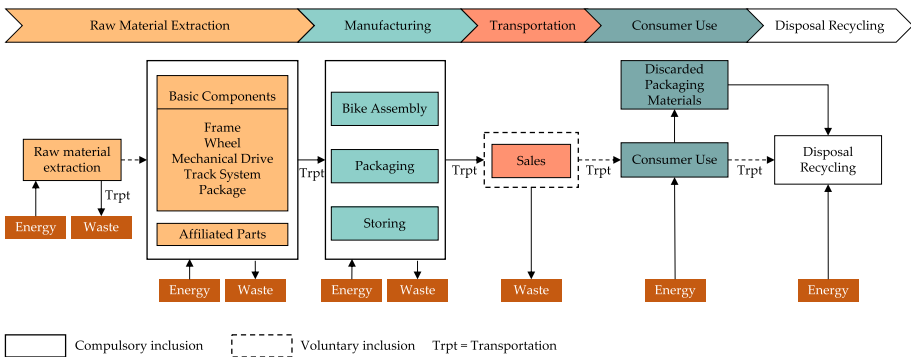 Raw Material Extraction
Manufacturing
Transportation
Consumer Use
Disposal Recycling
Basic Components
Frame
Wheel
Mechanical Drive
Track System
Package
Affiliated Parts
Raw material
extraction
Trpt
Energy
Waste
Energy
Waste
Trpt
Bike Assembly
Packaging
Storing
Energy
Waste
Trpt
Sales
Waste
Trpt
Discarded
Packaging
Materials
Consumer Use
Energy
Trpt
Disposal
Recycling
Energy
Compulsory inclusion
Voluntary inclusion
Trpt = Transportation